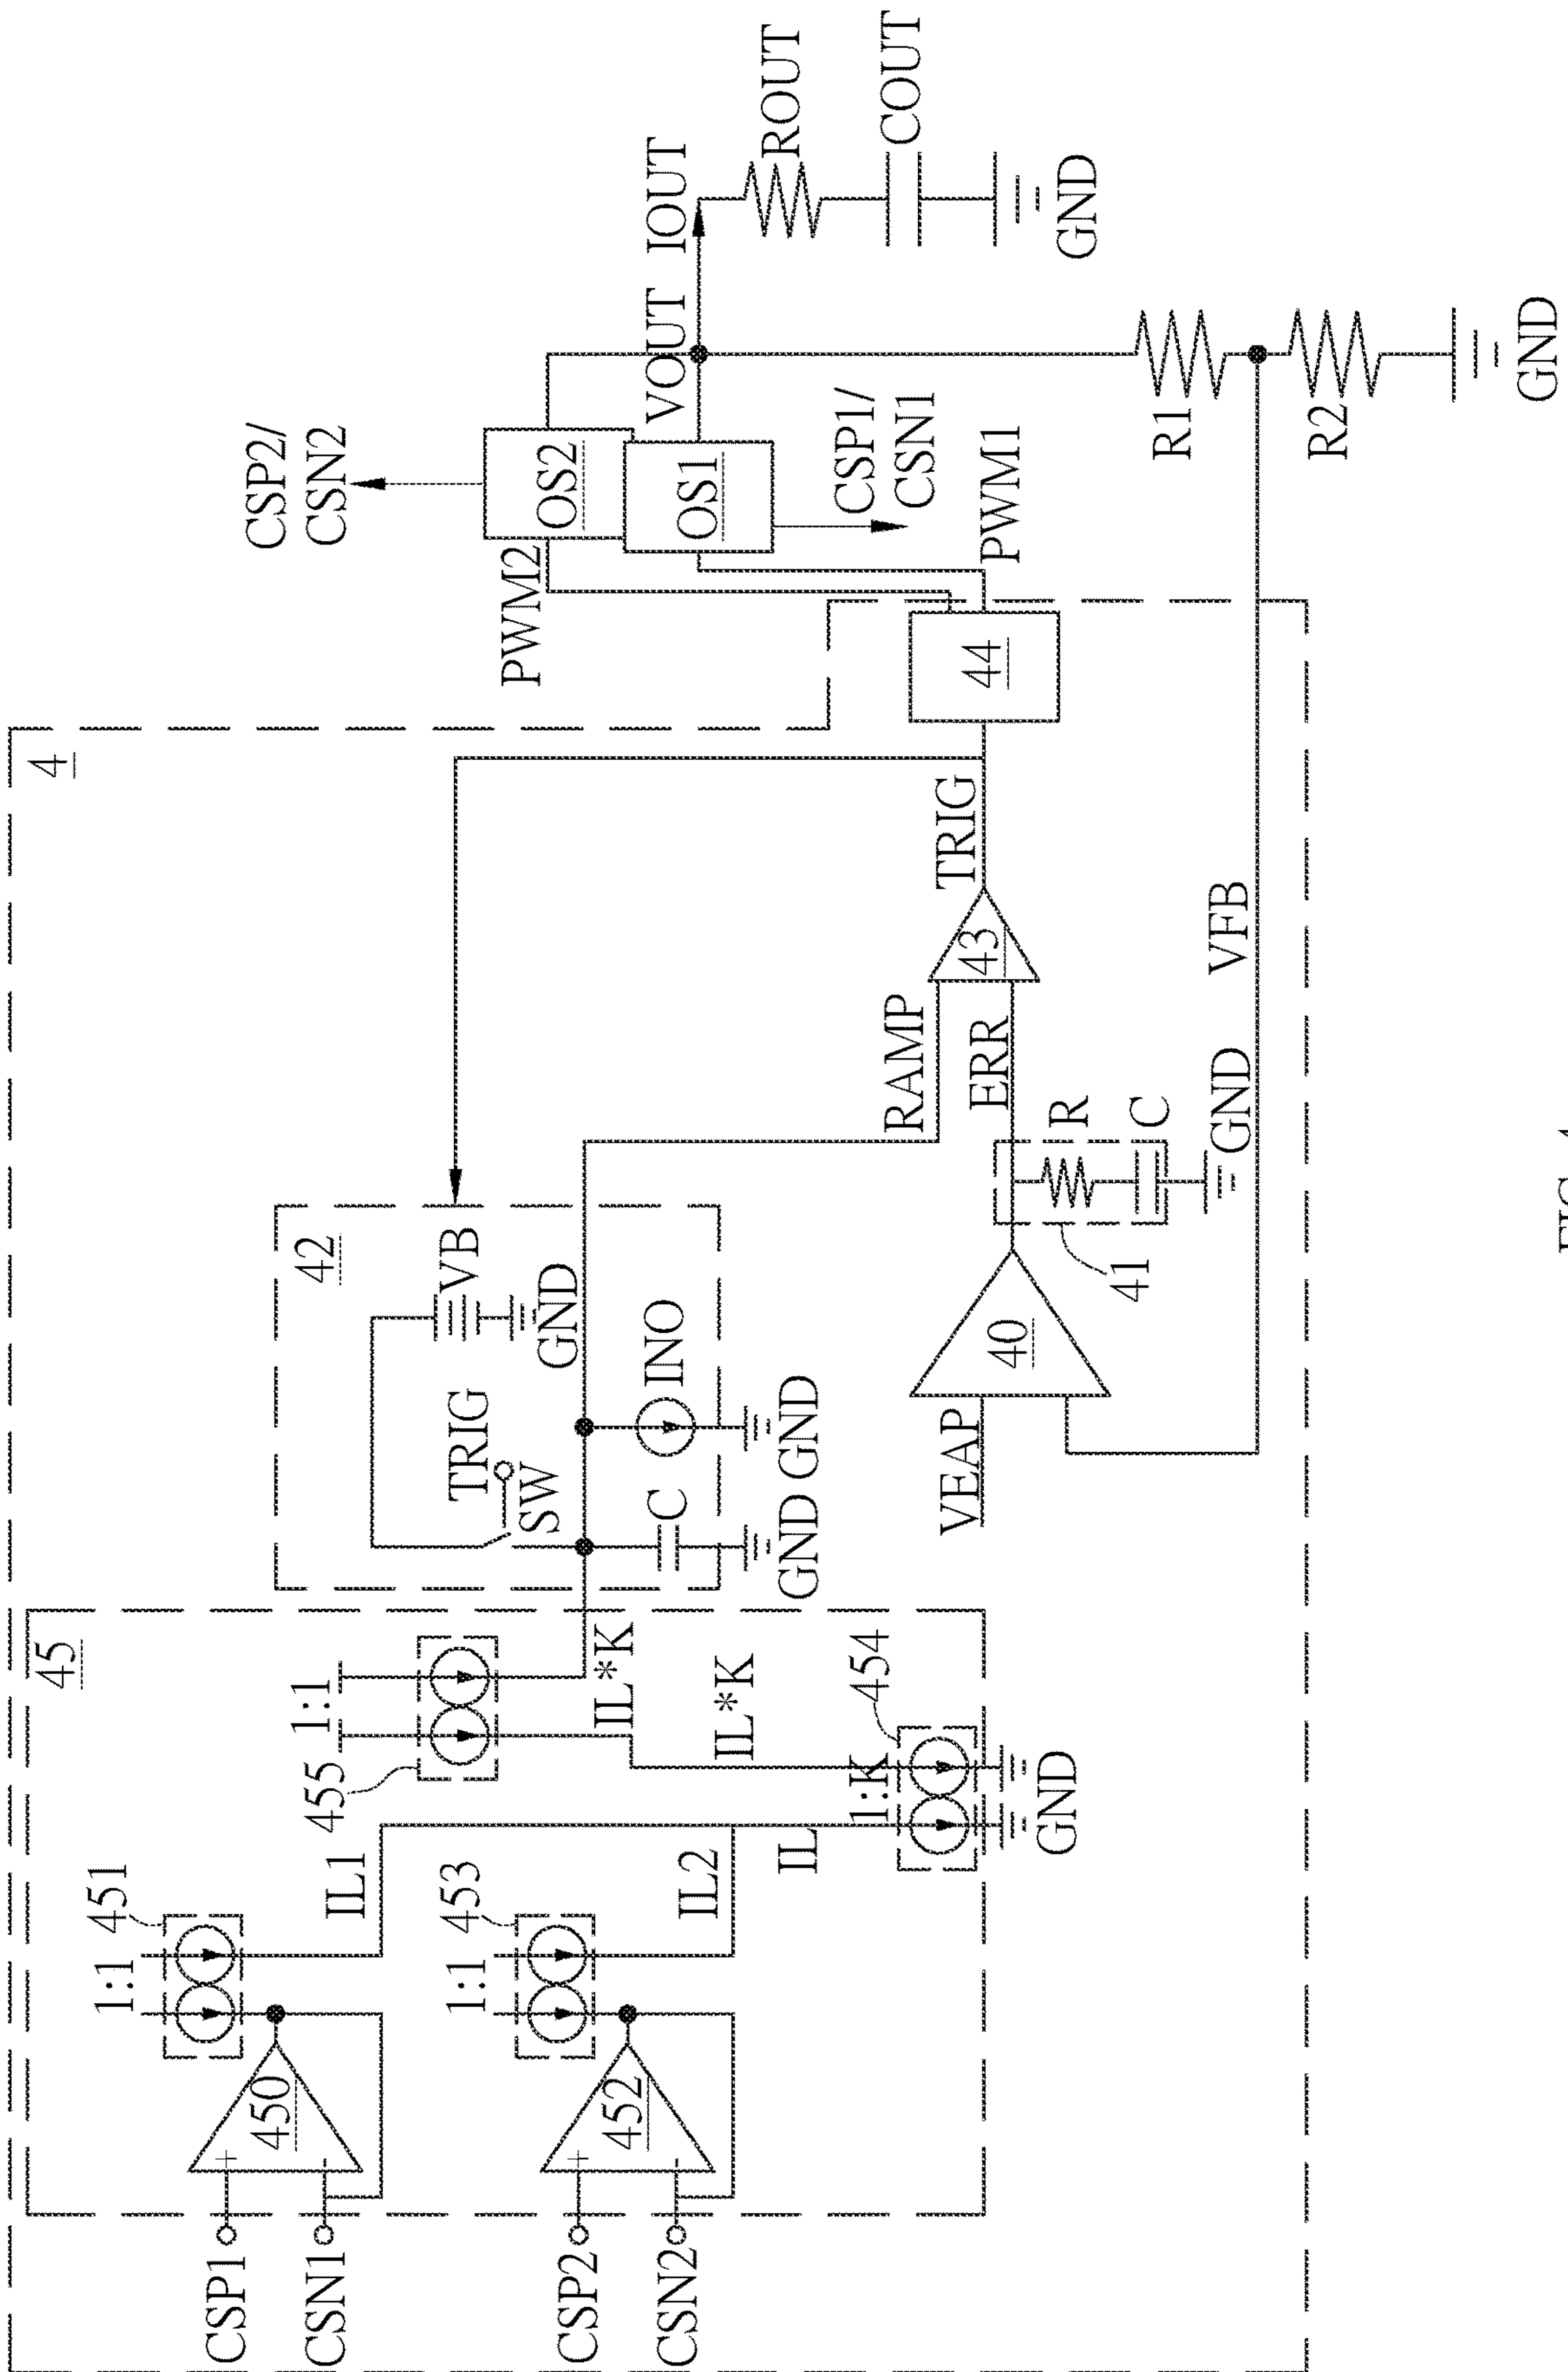 4
45
CSP1
CSN1
450
1:1
451
IL1
CSP2
CSN2
452
1:1
453
IL2
IL
1:1
455
IL*K
IL*K
1:K
454
GND
42
TRIG
SW
VB
GND
C
INO
GND
GND
VEAP
40
41
R
C
GND
RAMP
ERR
43
TRIG
VFB
44
PWM2
PWM1
CSP2/
CSN2
OS2
OS1
CSP1/
CSN1
VOUT
IOUT
ROUT
COUT
GND
R1
R2
GND